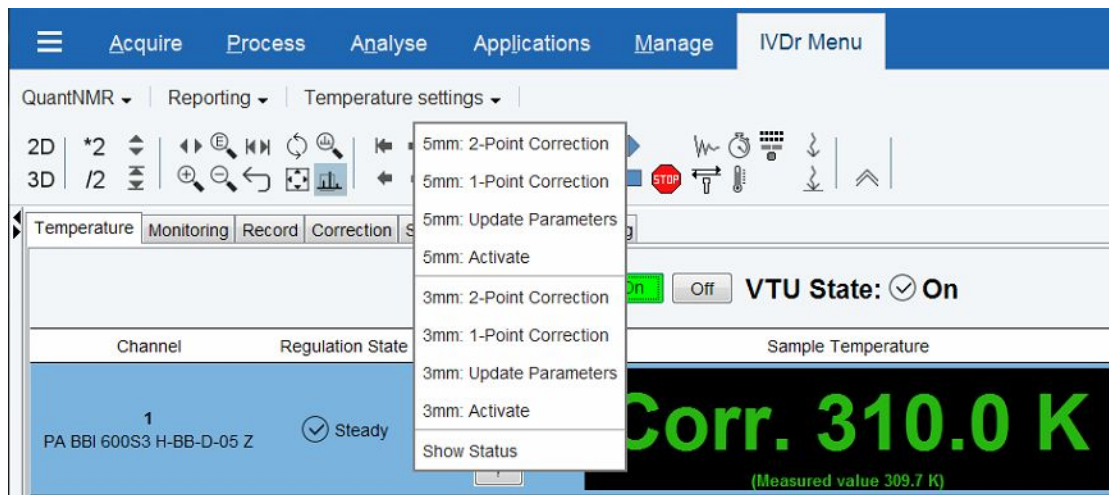 Acquire Process Analyse Applications Manage IVDr Menu
QuantNMR Reporting Temperature settings
2D *2
3D /2 STOP
5mm: 2-Point Correction
5mm: 1-Point Correction
5mm: Update Parameters
5mm: Activate
3mm: 2-Point Correction
3mm: 1-Point Correction
3mm: Update Parameters
3mm: Activate
Show Status
Temperature Monitoring Record Correction
Off VTU State: On
Channel Regulation State Sample Temperature
1
PA BBI 600S3 H-BB-D-05 Z Steady
Corr. 310.0 K
(Measured value 309.7 K)